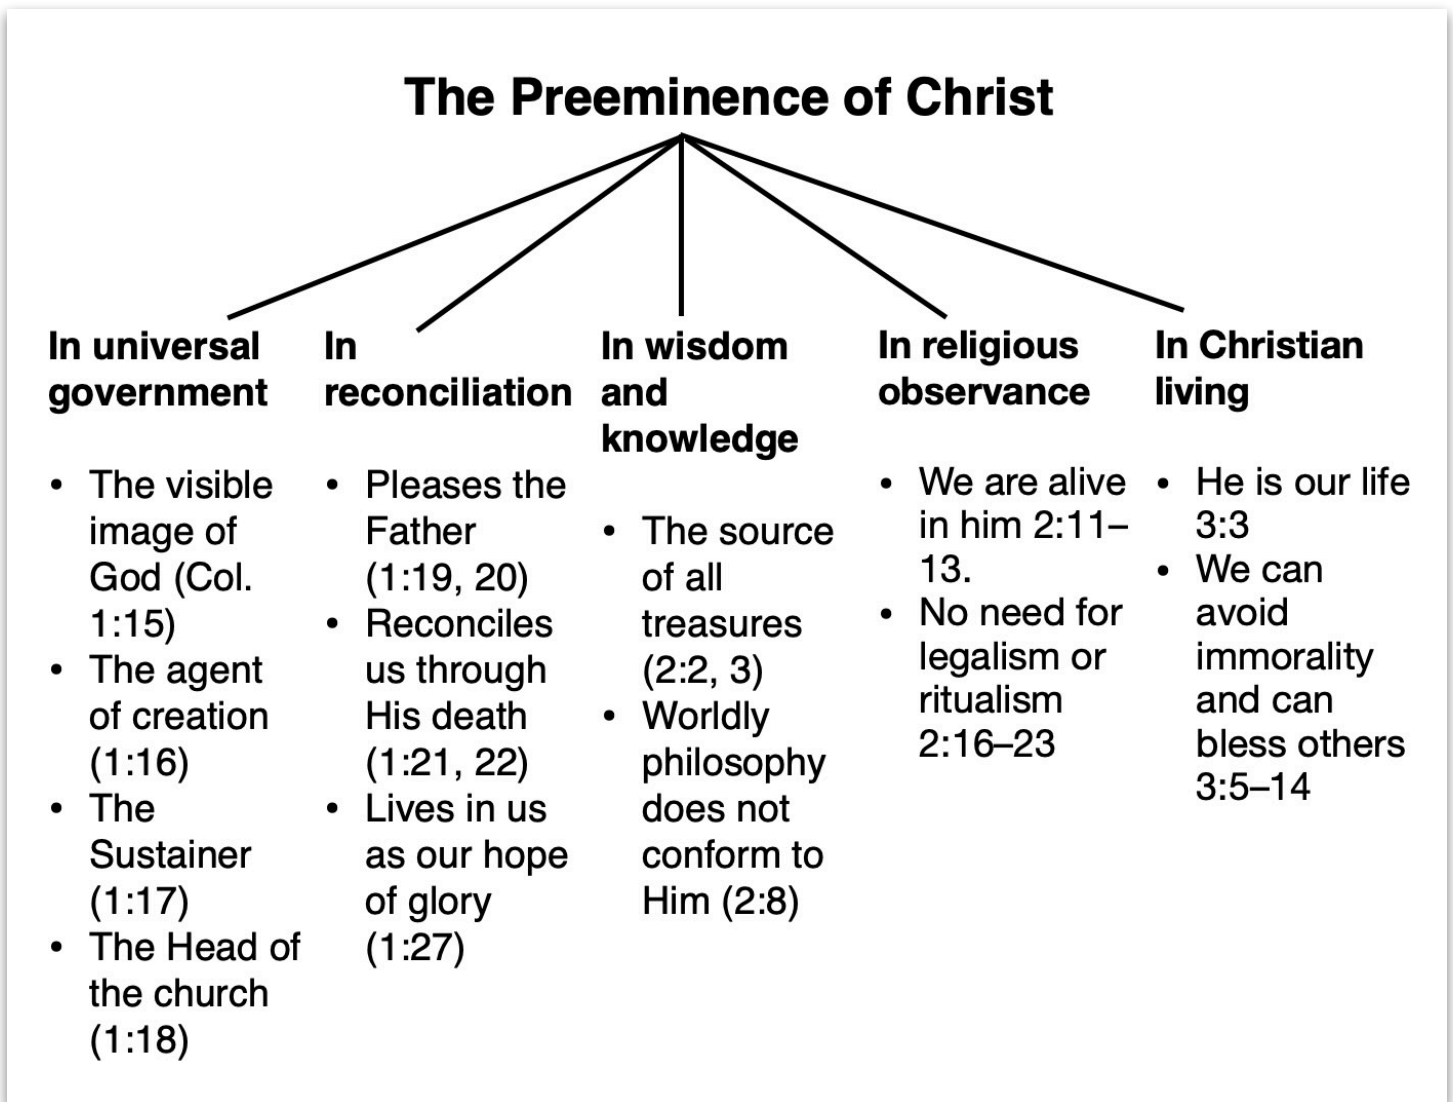 The Preeminence of Christ
In universal
government
• The visible
image of
God (Col.
1:15)
• The agent
of creation
(1:16)
• The
Sustainer
(1:17)
• The Head of
the church
(1:18)
In
reconciliation
• Pleases the
Father
(1:19, 20)
• Reconciles
us through
His death
(1:21, 22)
• Lives in us
as our hope
of glory
(1:27)
In wisdom
and
knowledge
• The source
of all
treasures
(2:2, 3)
• Worldly
philosophy
does not
conform to
Him (2:8)
In religious
observance
• We are alive
in him 2:11–
13.
• No need for
legalism or
ritualism
2:16–23
In Christian
living
• He is our life
3:3
• We can
avoid
immorality
and can
bless others
3:5–14